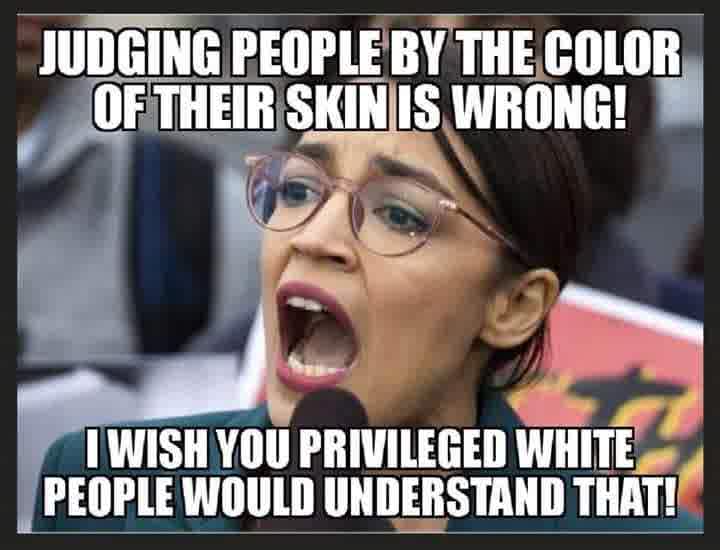 JUDGING PEOPLE BY THE COLOR
OF THEIR SKIN IS WRONG!
I WISH YOU PRIVILEGED WHITE
PEOPLE WOULD UNDERSTAND THAT!